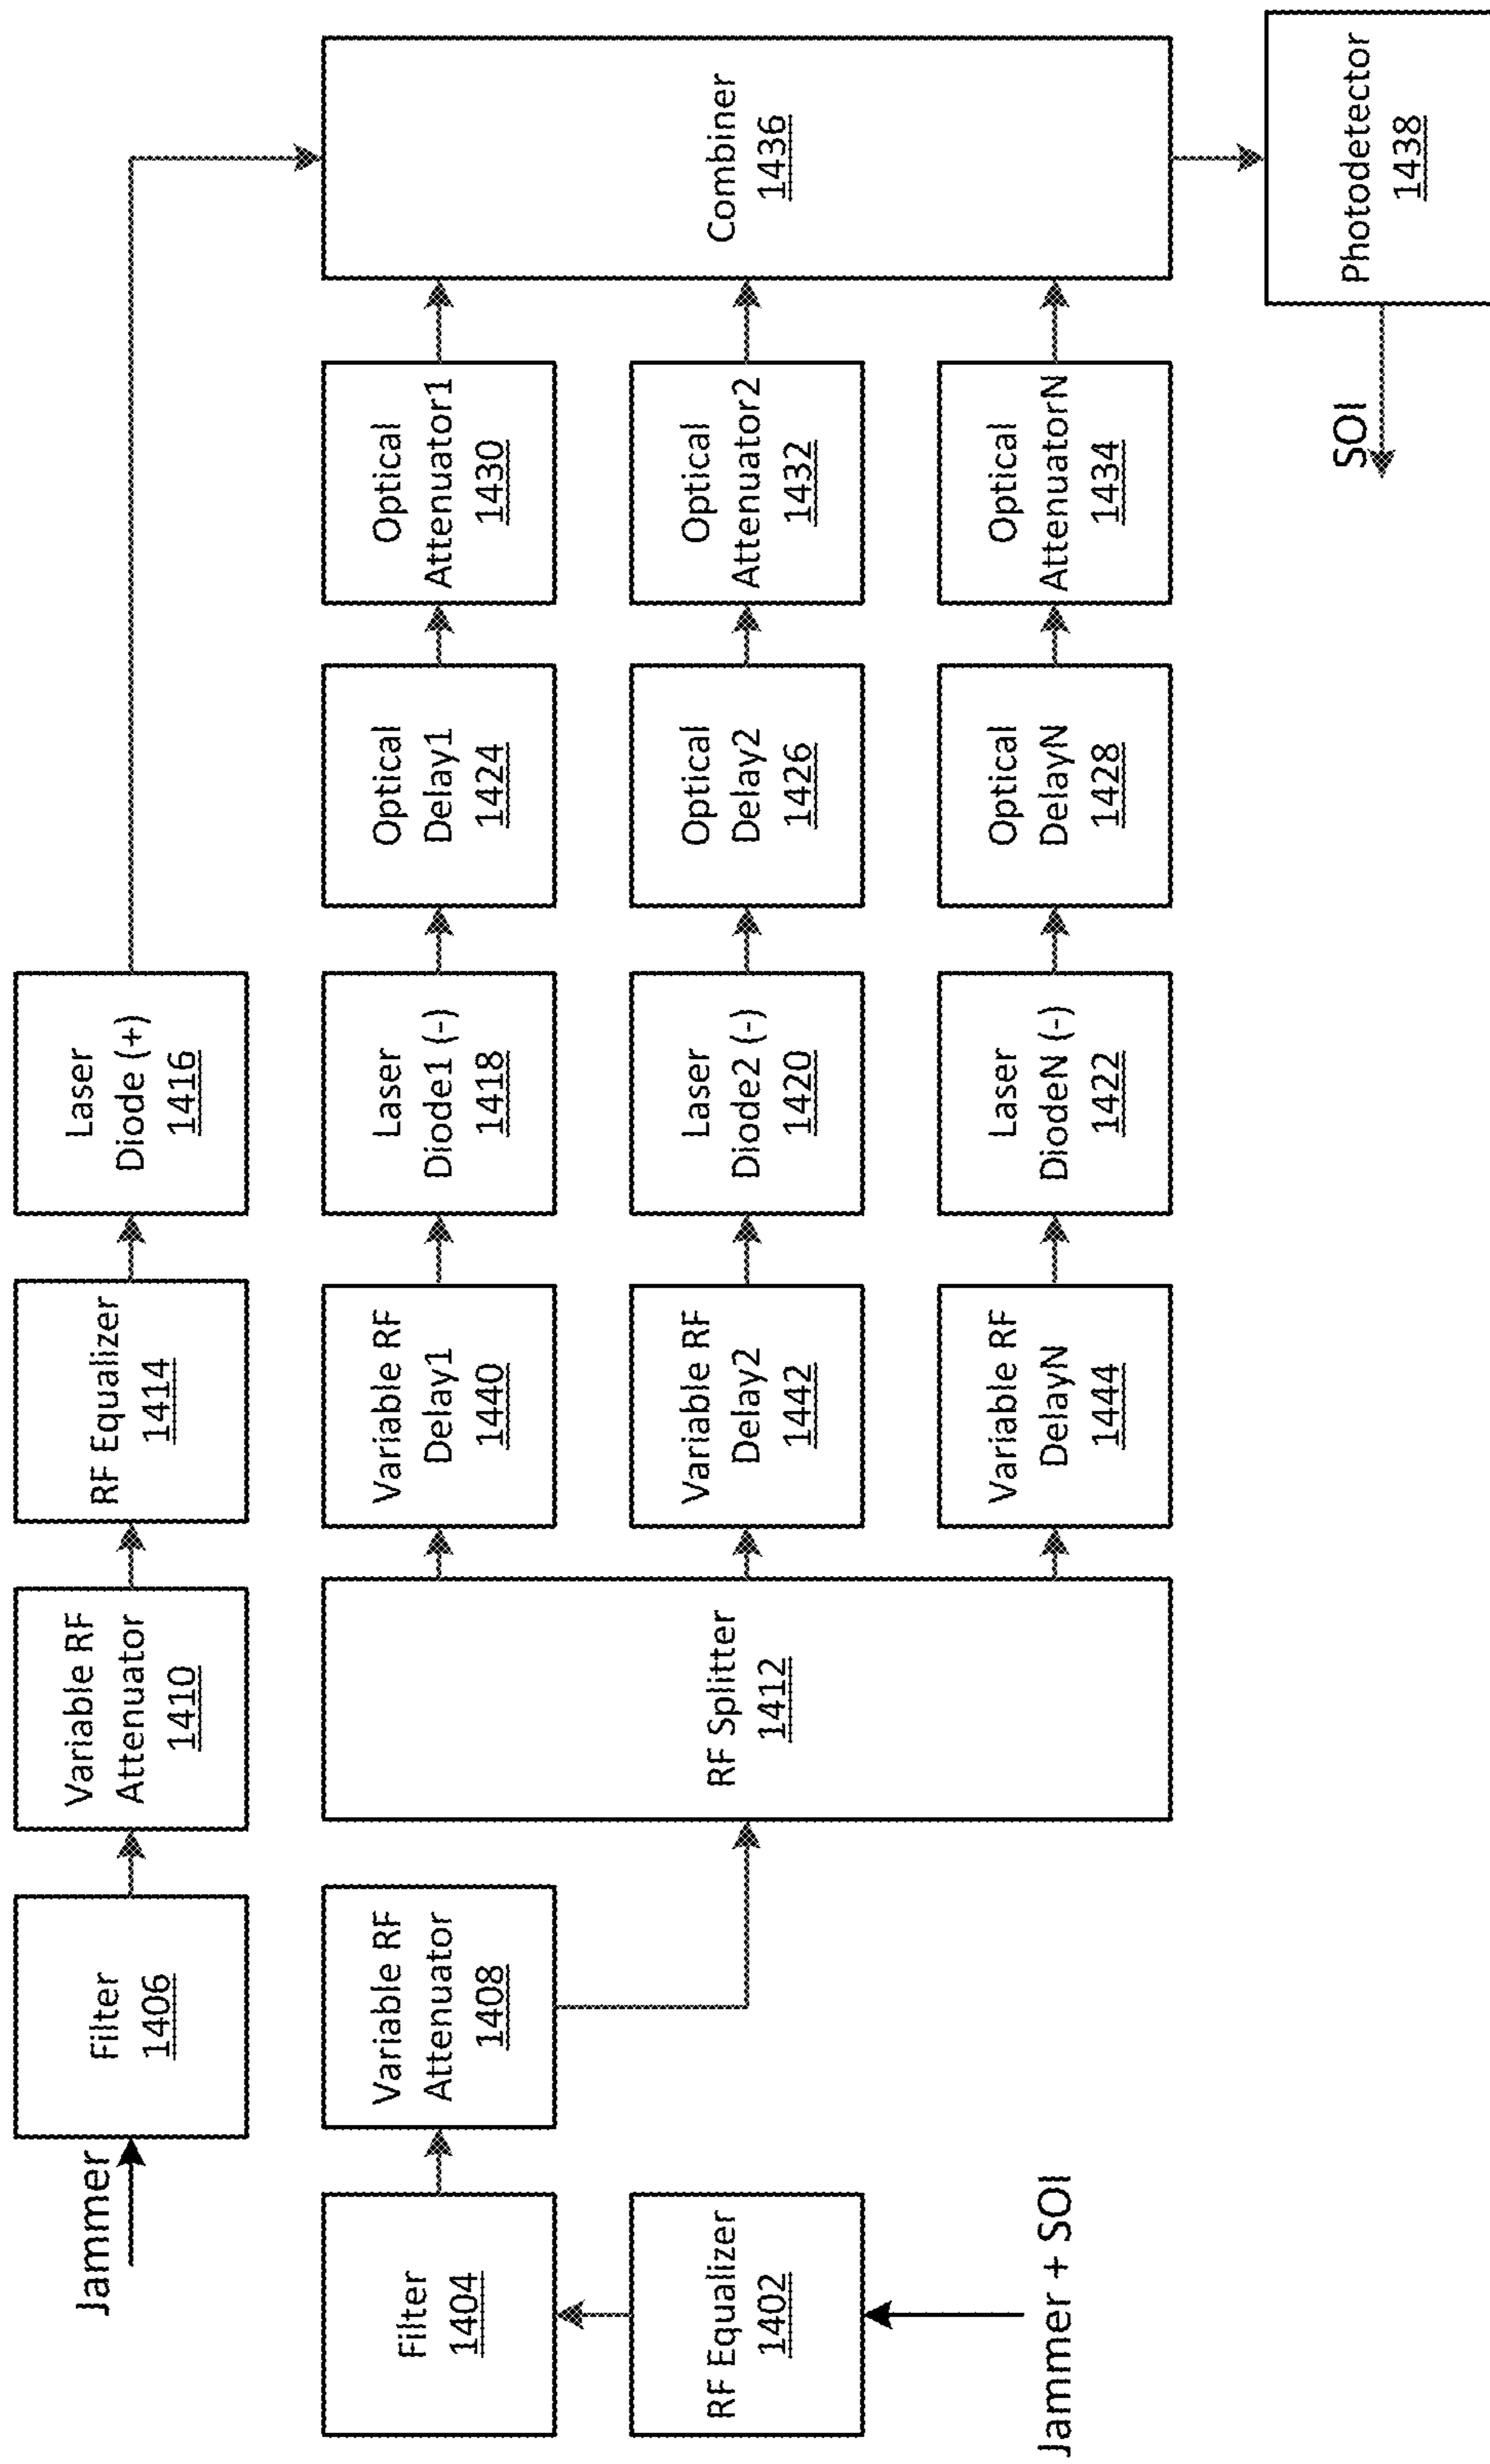 Jammer
Filter
1406
Variable RF
Attenuator
1410
RF Equalizer
1414
Laser
Diode (+)
1416
Filter
1404
Variable RF
Attenuator
1408
RF Equalizer
1402
Jammer + SOI
RF Splitter
1412
Variable RF
Delay1
1440
Laser
Diode1 (-)
1418
Optical
Delay1
1424
Optical
Attenuator1
1430
Variable RF
Delay2
1442
Laser
Diode2 (-)
1420
Optical
Delay2
1426
Optical
Attenuator2
1432
Variable RF
DelayN
1444
Laser
DiodeN (-)
1422
Optical
DelayN
1428
Optical
AttenuatorN
1434
Combiner
1436
Photodetector
1438
SOI